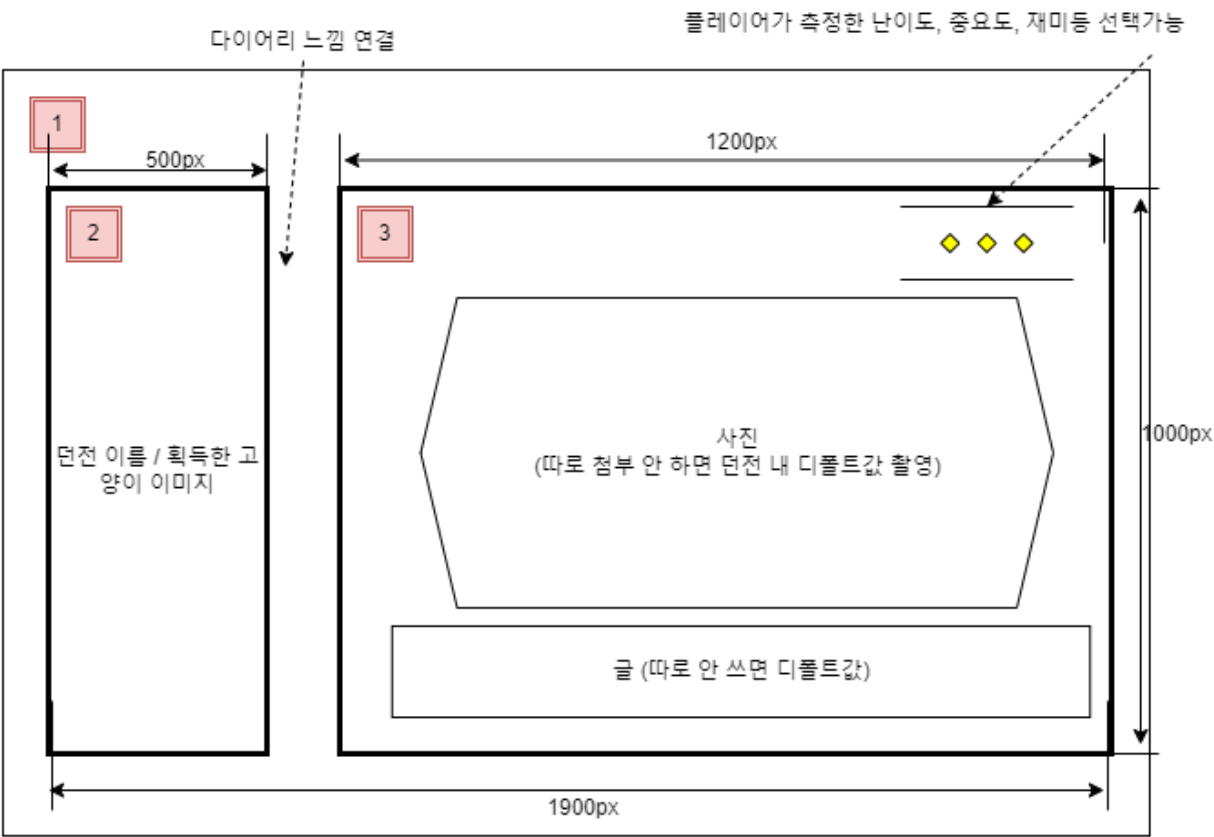 플레이어가 측정한 난이도, 중요도, 재미등 선택가능
다이어리 느낌 연결
1
500px
1200px
2
3
던전 이름 / 획득한 고
양이 이미지
사진
(따로 첨부 안 하면 던전 내 디폴트값 촬영)
1000px
글 (따로 안 쓰면 디폴트값)
1900px